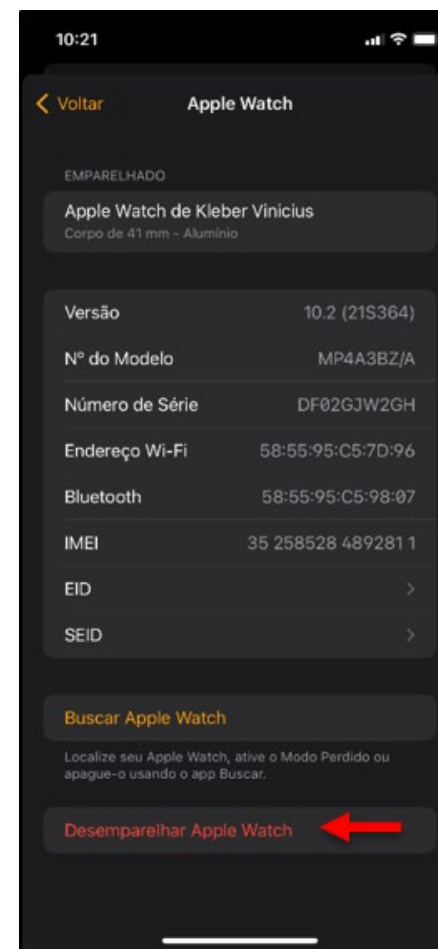 10:21
Voltar
Apple Watch
EMPARELHADO
Apple Watch de Kleber Vinicius
Corpo de 41 mm - Alumínio
Versão 10.2 (21S364)
Nº do Modelo MP4A3BZ/A
Número de Série DF02GJW2GH
Endereço Wi-Fi 58:55:95:C5:7D:96
Bluetooth 58:55:95:C5:98:07
IMEI 35 258528 489281 1
EID
SEID
Buscar Apple Watch
Localize seu Apple Watch, ative o Modo Perdido ou
apague-o usando o app Buscar.
Desemparelhar Apple Watch